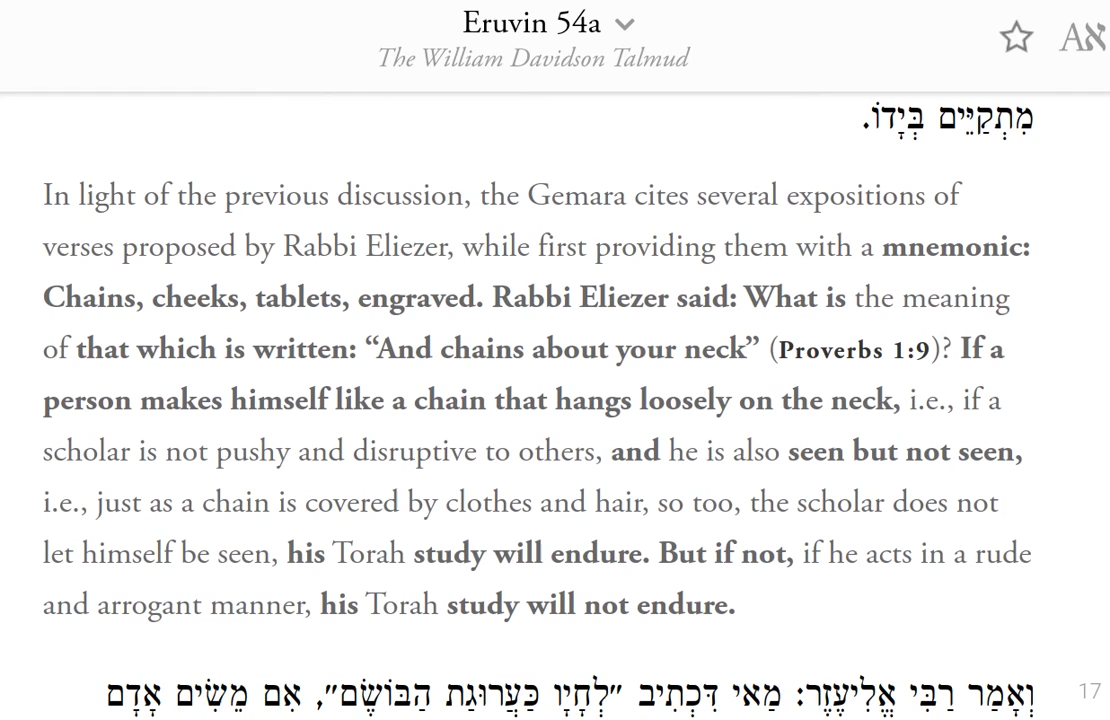 Eruvin 54a
The William Davidson Talmud
Aא
מִתְקַיֵּים בְּיָדוֹ.
In light of the previous discussion, the Gemara cites several expositions of
verses proposed by Rabbi Eliezer, while first providing them with a mnemonic:
Chains, cheeks, tablets, engraved. Rabbi Eliezer said: What is the meaning
of that which is written: “And chains about your neck” (Proverbs 1:9)? If a
person makes himself like a chain that hangs loosely on the neck, i.e., if a
scholar is not pushy and disruptive to others, and he is also seen but not seen,
i.e., just as a chain is covered by clothes and hair, so too, the scholar does not
let himself be seen, his Torah study will endure. But if not, if he acts in a rude
and arrogant manner, his Torah study will not endure.
וְאָמַר רַבִּי אֱלִיעֶזֶר: מַאי דִּכְתִיב ״לְחָיָו כַּעֲרוּגַת הַבּוֹשֶׂם״, אִם מֵשִׂים אָדָם 17